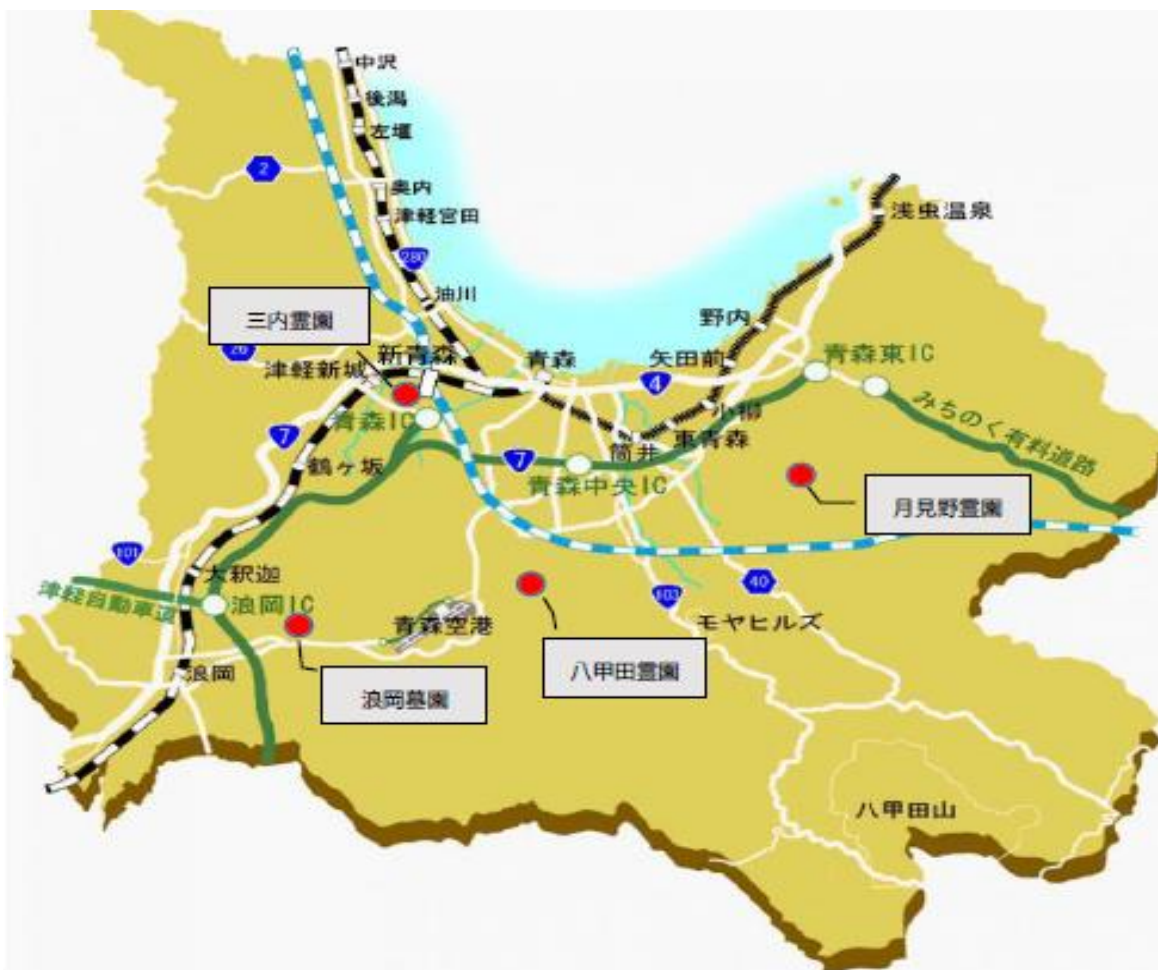 中沢
後潟
左堰
2
奥内
津軽宮田
浅虫温泉
280
油川
三内霊園
野内
26
新青森
青森
矢田前
青森東IC
津軽新城
4
小柳
みちのく有料道路
青森IC
7
東青森
鶴ヶ坂
7
筒井
青森中央IC
月見野霊園
101
大釈迦
40
津軽自動車道
浪岡IC
103
青森空港
モヤヒルズ
浪岡
八甲田霊園
浪岡墓園
八甲田山